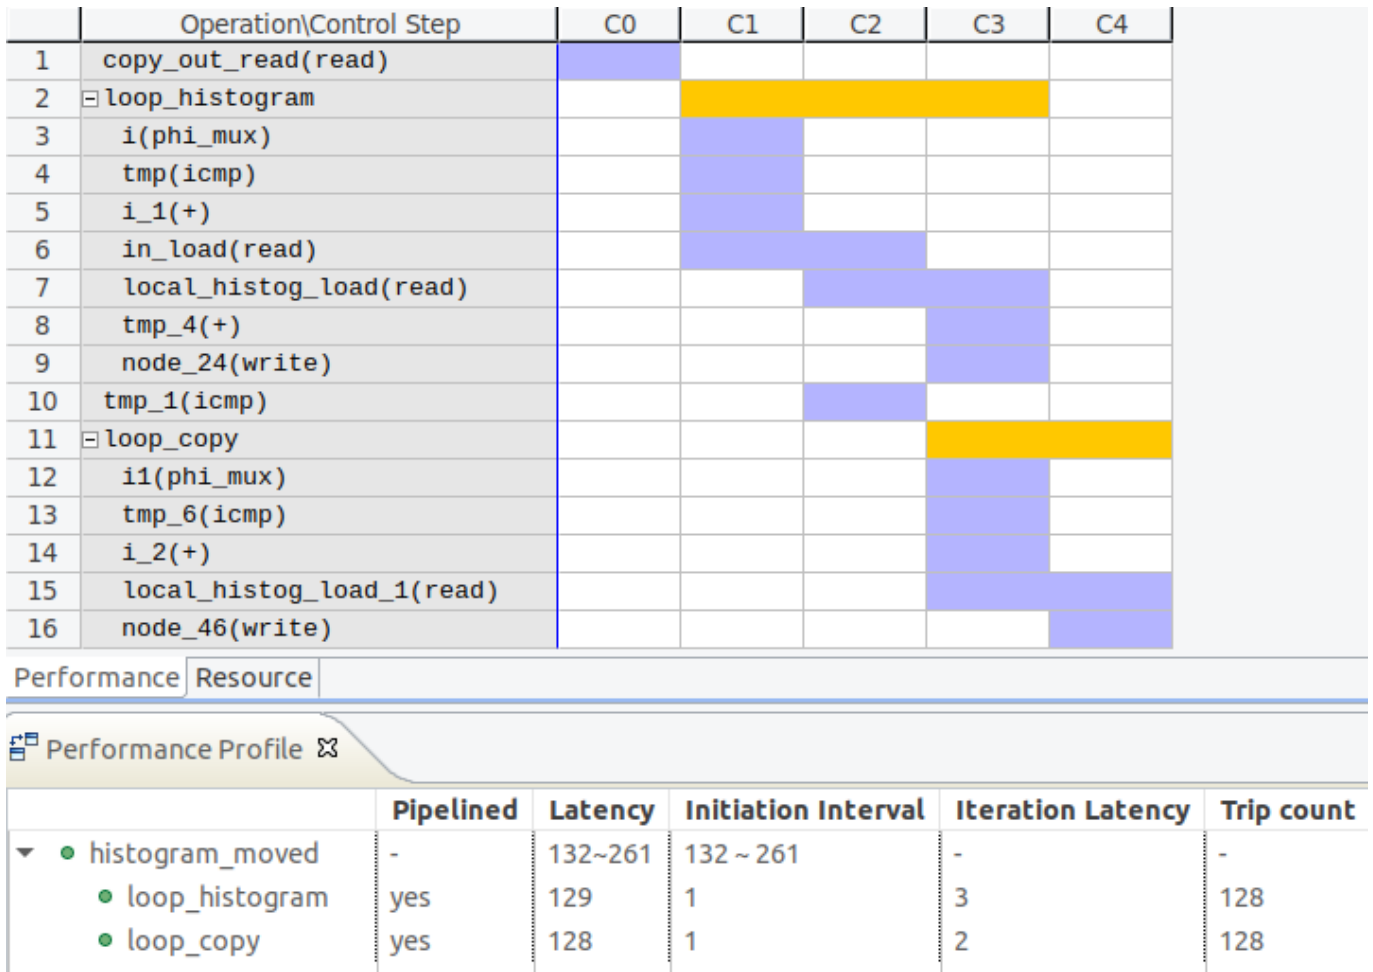 Operation\Control Step C0 C1 C2 C3 C4
1 copy_out_read(read)
2 loop_histogram
3 i(phi_mux)
4 tmp(icmp)
5 i_1(+)
6 in_load(read)
7 local_histog_load(read)
8 tmp_4(+)
9 node_24(write)
10 tmp_1(icmp)
11 loop_copy
12 i1(phi_mux)
13 tmp_6(icmp)
14 i_2(+)
15 local_histog_load_1(read)
16 node_46(write)
Performance Resource
Performance Profile
Pipelined Latency Initiation Interval Iteration Latency Trip count
histogram_moved - 132~261 132 ~ 261 - -
loop_histogram yes 129 1 3 128
loop_copy yes 128 1 2 128